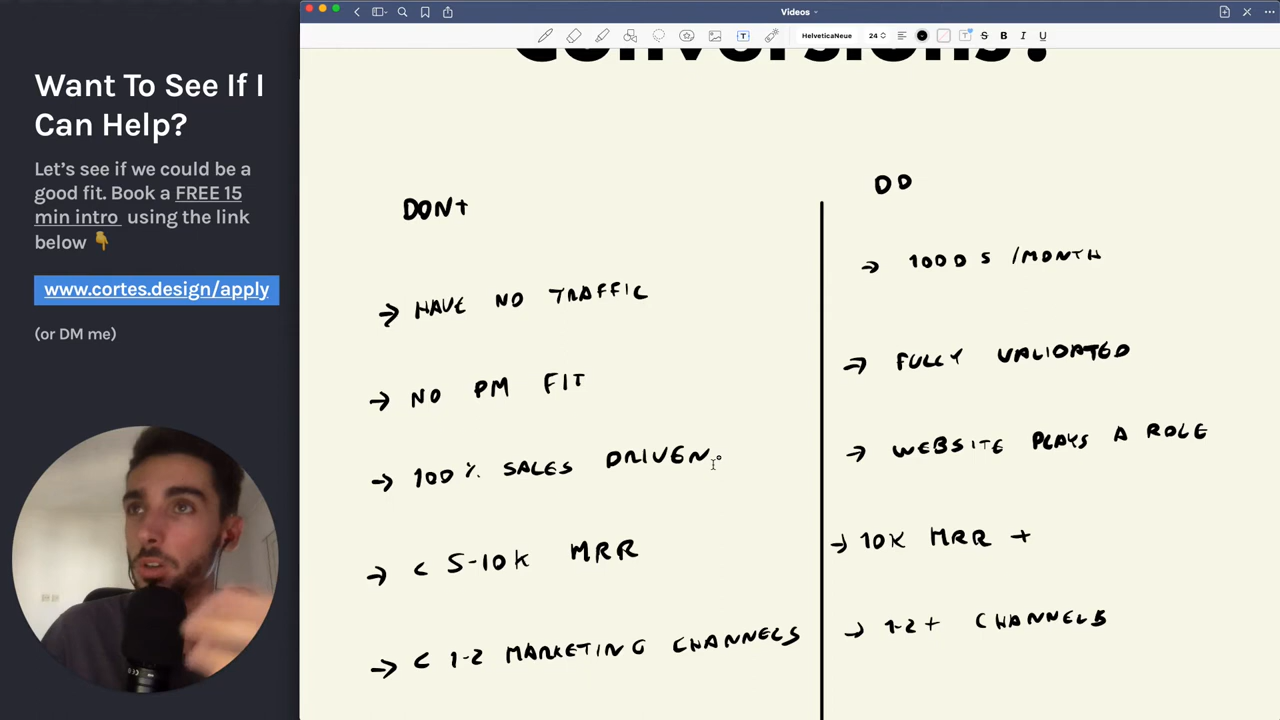 Want To See If I
Can Help?
Let's see if we could be a
good fit. Book a FREE 15
min intro using the link
below 👇
www.cortes.design/apply
(or DM me)
Videos
HelveticaNeue
24
S
B
I
U
Conversions?
DON'T
→ HAVE NO TRAFFIC
→ NO PM FIT
→ 100% SALES DRIVEN
→ < 5-10K MRR
→ < 1-2 MARKETING CHANNELS
DO
→ 1000 S /MONTH
→ FULLY VALIDATED
→ WEBSITE PLAYS A ROLE
→ 10K MRR +
→ 1-2+ CHANNELS